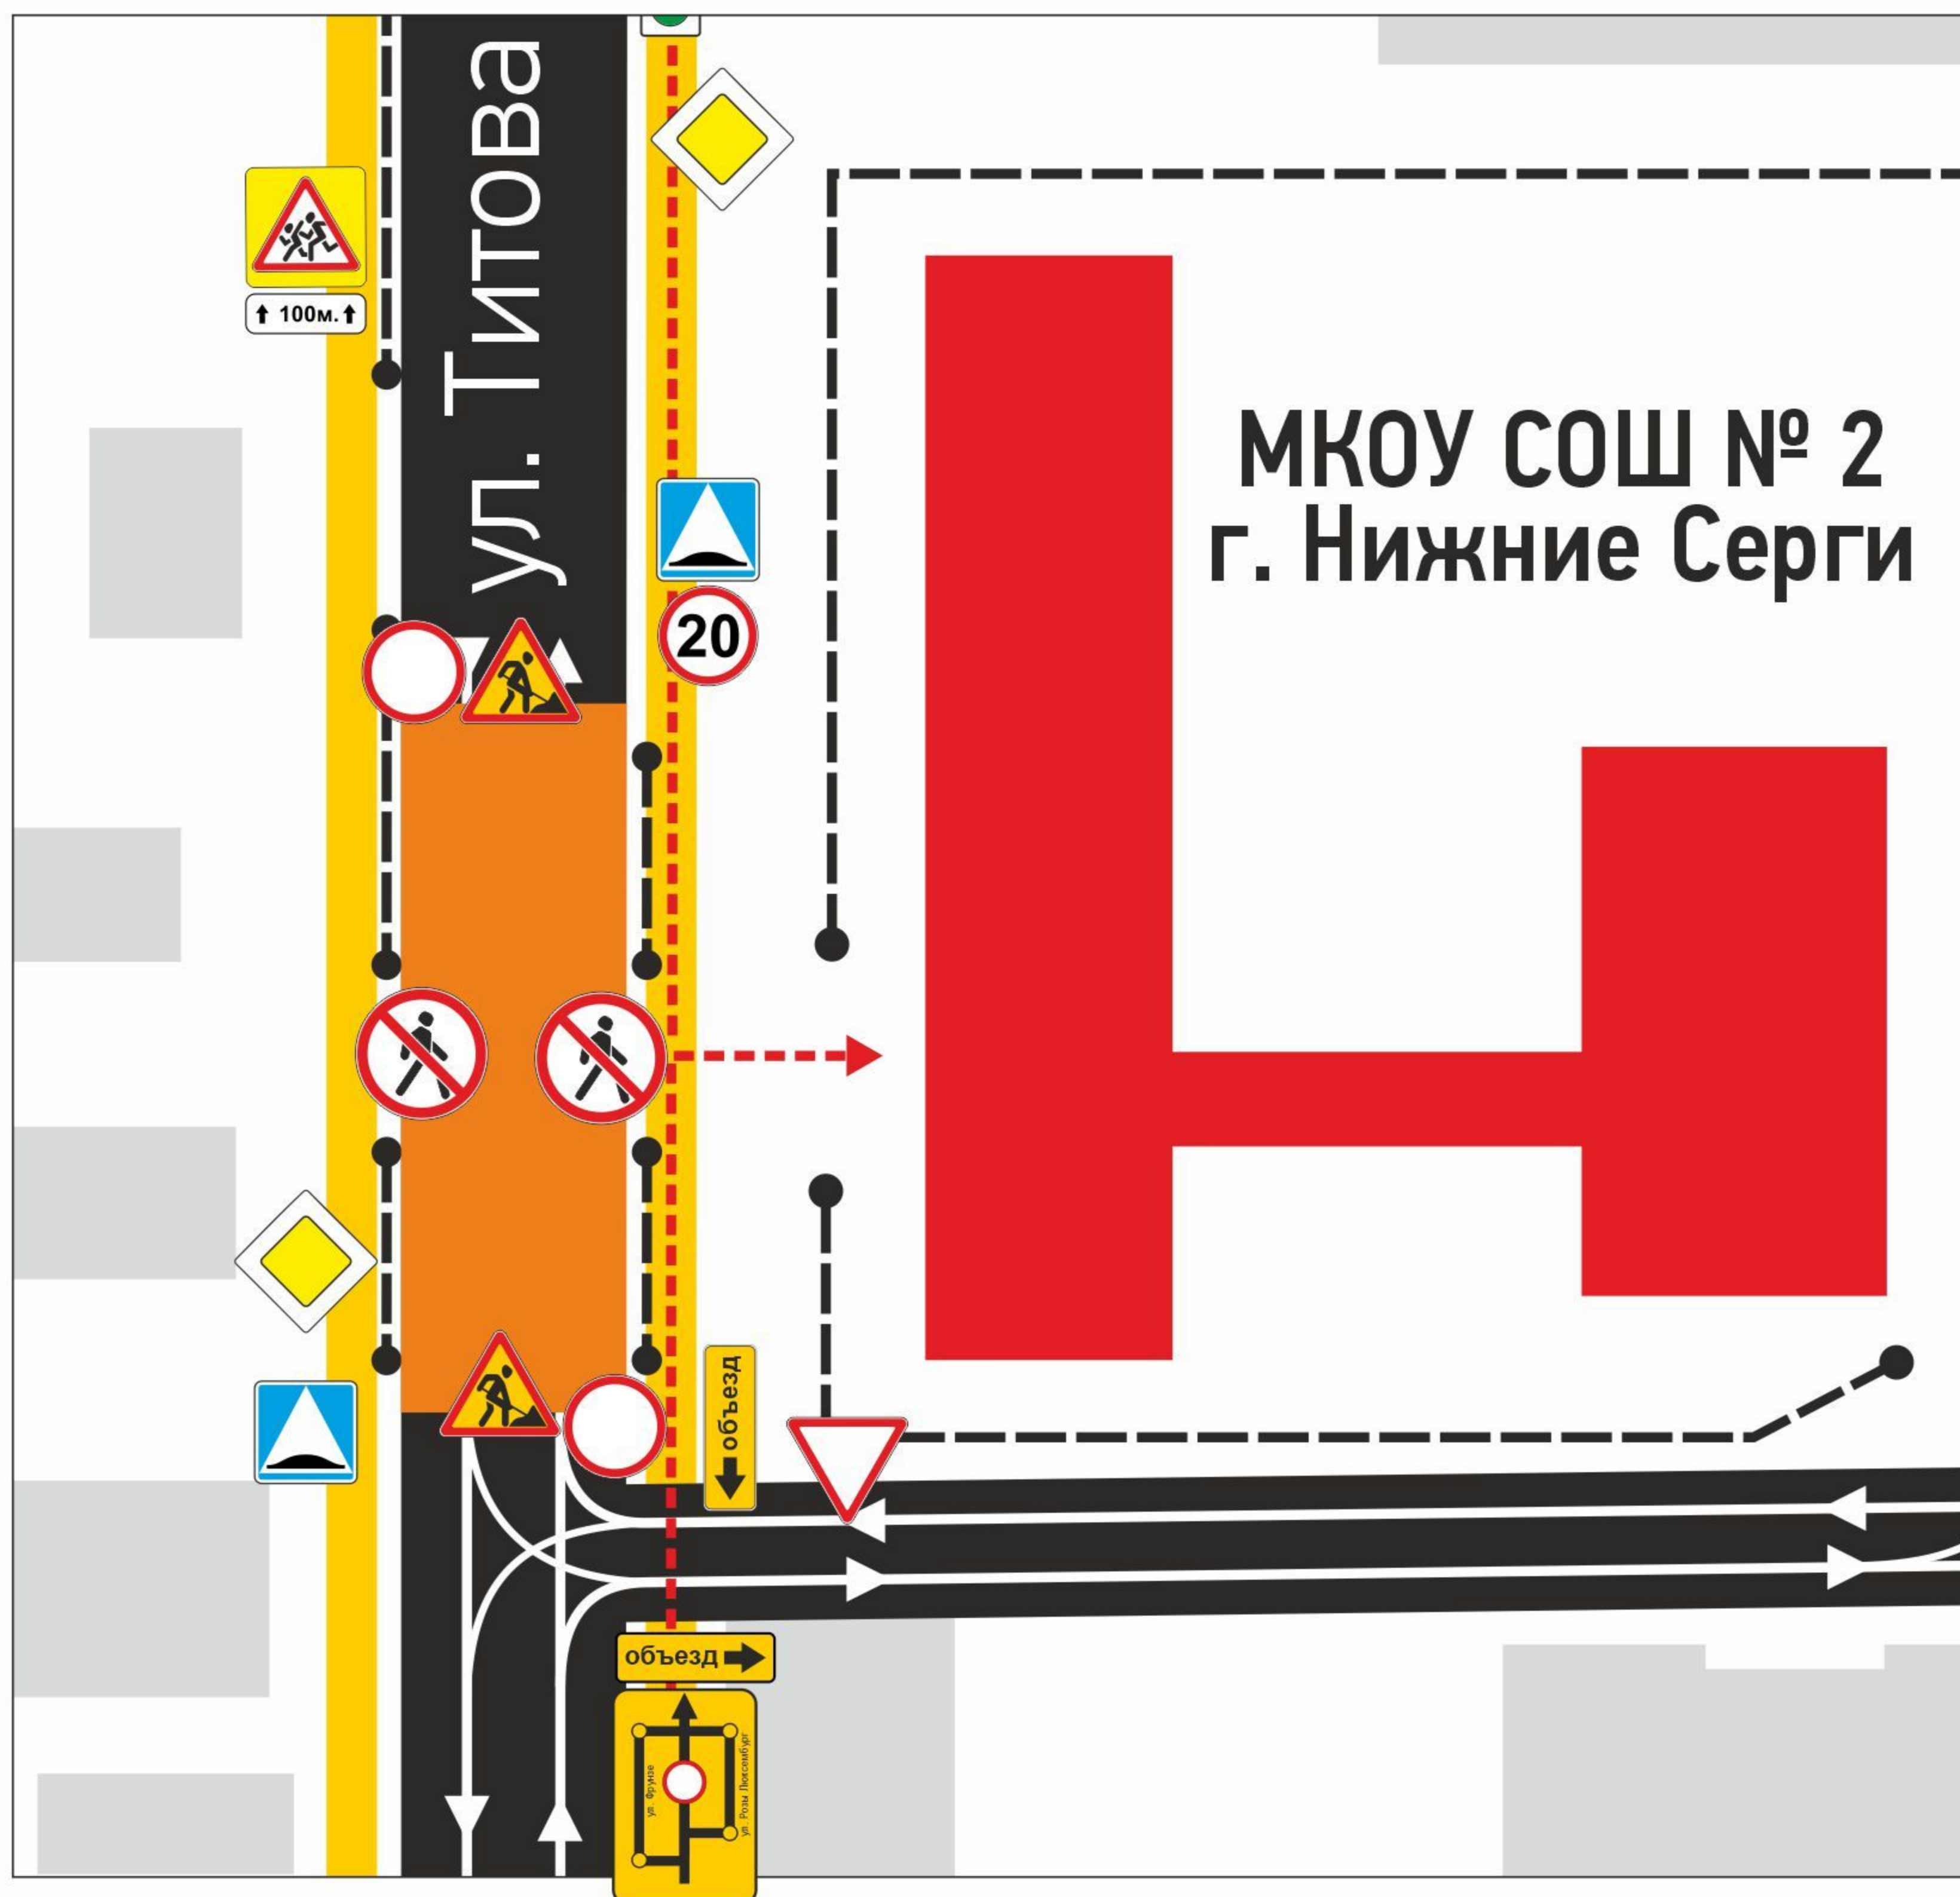 ул. Титова
100м.
МКОУ СОШ № 2
г. Нижние Серги
20
объезд
объезд
ул. Фрунзе
ул. Розы Люксембург